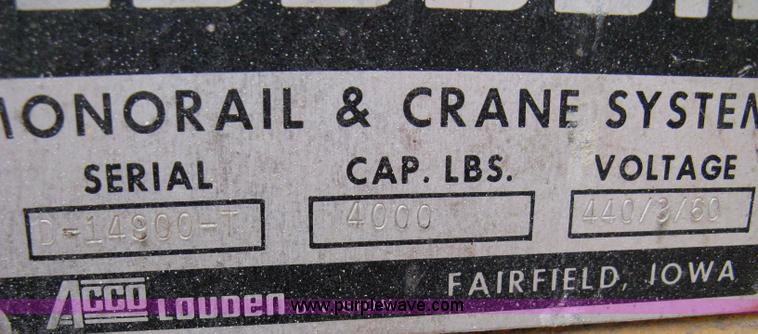 MONORAIL & CRANE SYSTEM
SERIAL CAP. LBS. VOLTAGE
D-14900-T 4000 440/3/60
FAIRFIELD, IOWA
ACCO LOUDEN www.purplewave.com